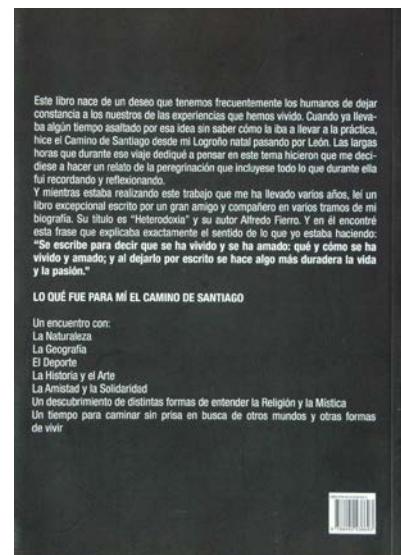 Este libro nace de un deseo que tenemos frecuentemente los humanos de dejar
constancia a los nuestros de las experiencias que hemos vivido. Cuando ya lleva-
ba algún tiempo asaltado por esa idea sin saber cómo la iba a llevar a la práctica,
hice el Camino de Santiago desde mi Logroño natal pasando por León. Las largas
horas que durante ese viaje dediqué a pensar en este tema hicieron que me deci-
diese a hacer un relato de la peregrinación que incluyese todo lo que durante ella
fui recordando y reflexionando.
Y mientras estaba realizando este trabajo que me ha llevado varios años, leí un
libro excepcional escrito por un gran amigo y compañero en varios tramos de mi
biografía. Su título es “Heterodoxia” y su autor Alfredo Fierro. Y en él encontré
esta frase que explicaba exactamente el sentido de lo que yo estaba haciendo:
“Se escribe para decir que se ha vivido y se ha amado: qué y cómo se ha
vivido y amado; y al dejarlo por escrito se hace algo más duradera la vida
y la pasión.”
LO QUÉ FUE PARA MÍ EL CAMINO DE SANTIAGO
Un encuentro con:
La Naturaleza
La Geografía
El Deporte
La Historia y el Arte
La Amistad y la Solidaridad
Un descubrimiento de distintas formas de entender la Religión y la Mística
Un tiempo para caminar sin prisa en busca de otros mundos y otras formas
de vivir